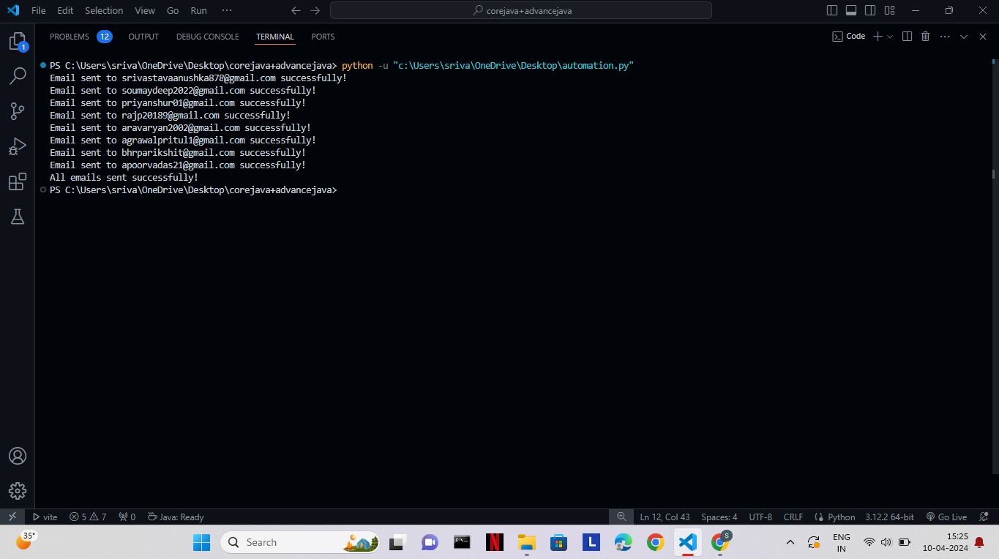 File Edit Selection View Go Run ··· corejava+advancejava
1
PROBLEMS 12 OUTPUT DEBUG CONSOLE TERMINAL PORTS Code
PS C:\Users\sriva\OneDrive\Desktop\corejava+advancejava> python -u "c:\Users\sriva\OneDrive\Desktop\automation.py"
Email sent to srivastavaanushka878@gmail.com successfully!
Email sent to soumaydeep2022@gmail.com successfully!
Email sent to priyanshur01@gmail.com successfully!
Email sent to rajp20189@gmail.com successfully!
Email sent to aravaryan2002@gmail.com successfully!
Email sent to agrawalpritul1@gmail.com successfully!
Email sent to bhrparikshit@gmail.com successfully!
Email sent to apoorvadas21@gmail.com successfully!
All emails sent successfully!
PS C:\Users\sriva\OneDrive\Desktop\corejava+advancejava>
vite 5 7 0 Java: Ready Ln 12, Col 43 Spaces: 4 UTF-8 CRLF Python 3.12.2 64-bit Go Live
35° Search N L S ENG 15:25
IN 10-04-2024